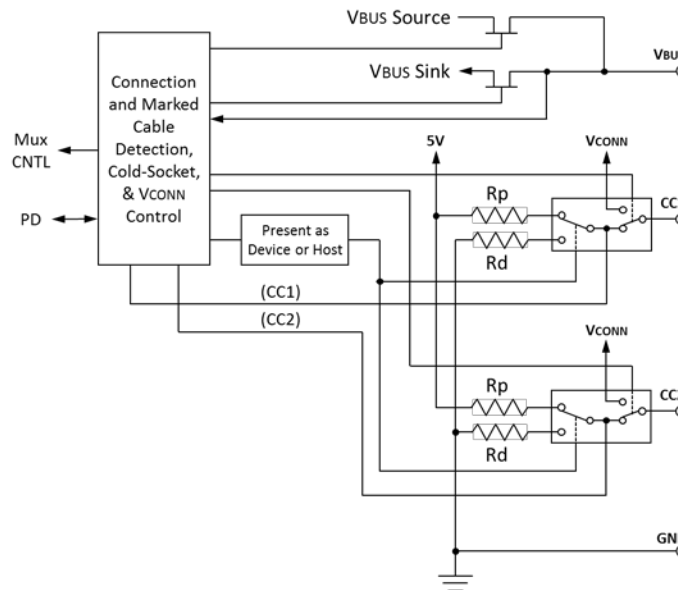 VBUS Source
VBUS Sink
VBU
Connection
and Marked
Cable
Detection,
Cold-Socket,
& VCONN
Control
Mux
CNTL
PD
Present as
Device or Host
5V
VCONN
Rp
Rd
CC
(CC1)
(CC2)
VCONN
Rp
Rd
CC
GN